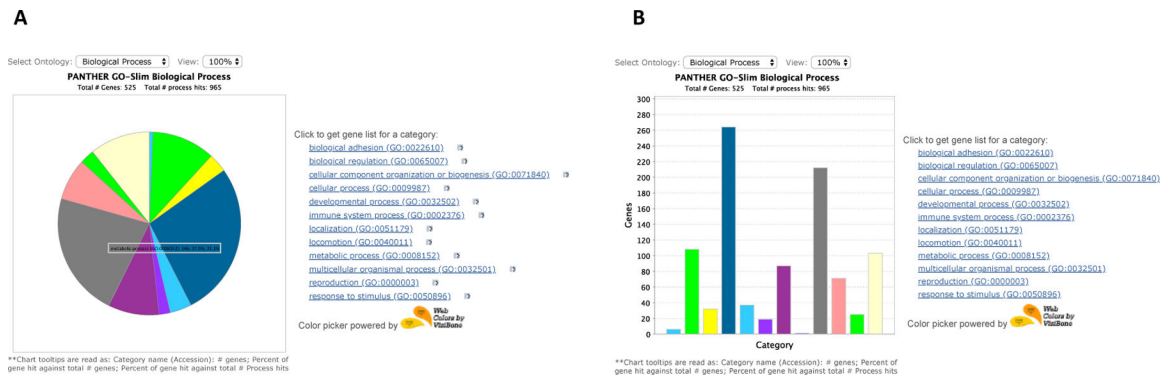 A
Select Ontology: Biological Process View: 100%
PANTHER GO-Slim Biological Process
Total # Genes: 525 Total # process hits: 965
Click to get gene list for a category:
biological adhesion (GO:0022610)
biological regulation (GO:0065007)
cellular component organization or biogenesis (GO:0071840)
cellular process (GO:0009987)
developmental process (GO:0032502)
immune system process (GO:0002376)
localization (GO:0051179)
locomotion (GO:0040011)
metabolic process (GO:0008152)
multicellular organismal process (GO:0032501)
reproduction (GO:0000003)
response to stimulus (GO:0050896)
Color picker powered by
Web
Colors by
VisiBone
**Chart tooltips are read as: Category name (Accession): # genes; Percent of
gene hit against total # genes; Percent of gene hit against total # Process hits
B
Select Ontology: Biological Process View: 100%
PANTHER GO-Slim Biological Process
Total # Genes: 525 Total # process hits: 965
300
280
260
240
220
200
180
160
140
120
100
80
60
40
20
0
Genes
Category
Click to get gene list for a category:
biological adhesion (GO:0022610)
biological regulation (GO:0065007)
cellular component organization or biogenesis (GO:0071840)
cellular process (GO:0009987)
developmental process (GO:0032502)
immune system process (GO:0002376)
localization (GO:0051179)
locomotion (GO:0040011)
metabolic process (GO:0008152)
multicellular organismal process (GO:0032501)
reproduction (GO:0000003)
response to stimulus (GO:0050896)
Color picker powered by
Web
Colors by
VisiBone
**Chart tooltips are read as: Category name (Accession): # genes; Percent of
gene hit against total # genes; Percent of gene hit against total # Process hits